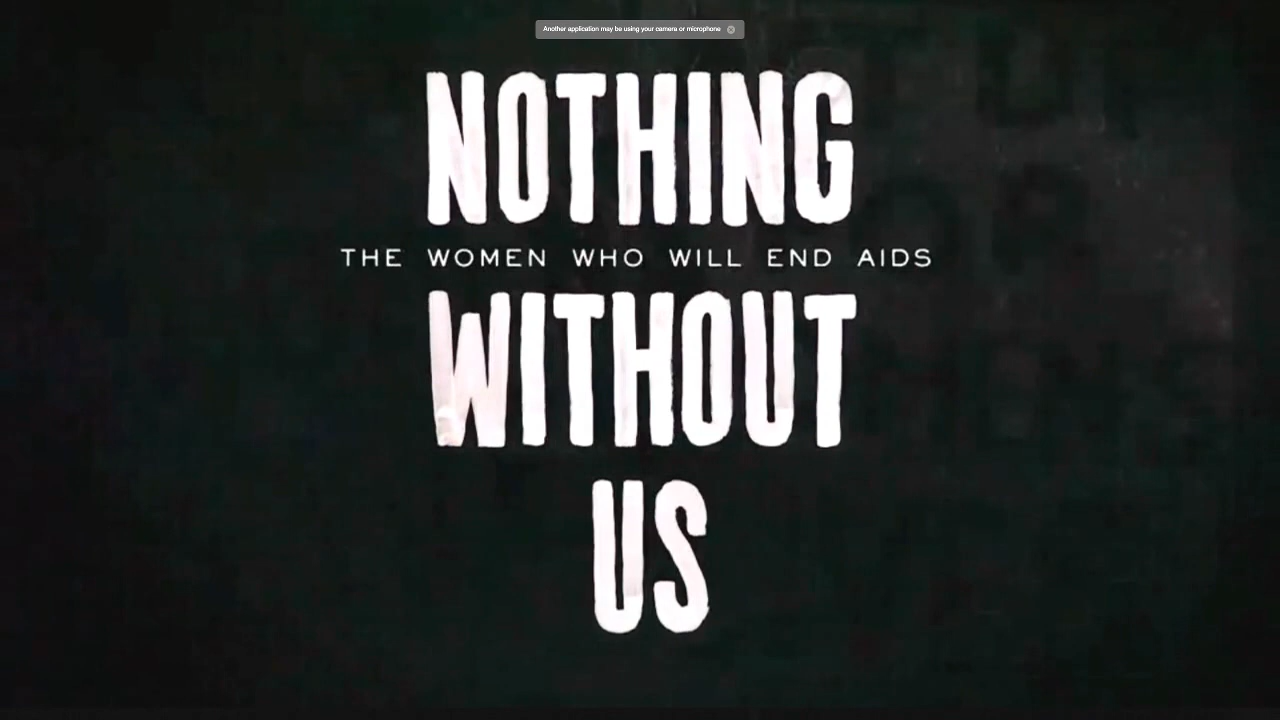 Another application may be using your camera or microphone
NOTHING
THE WOMEN WHO WILL END AIDS
WITHOUT
US